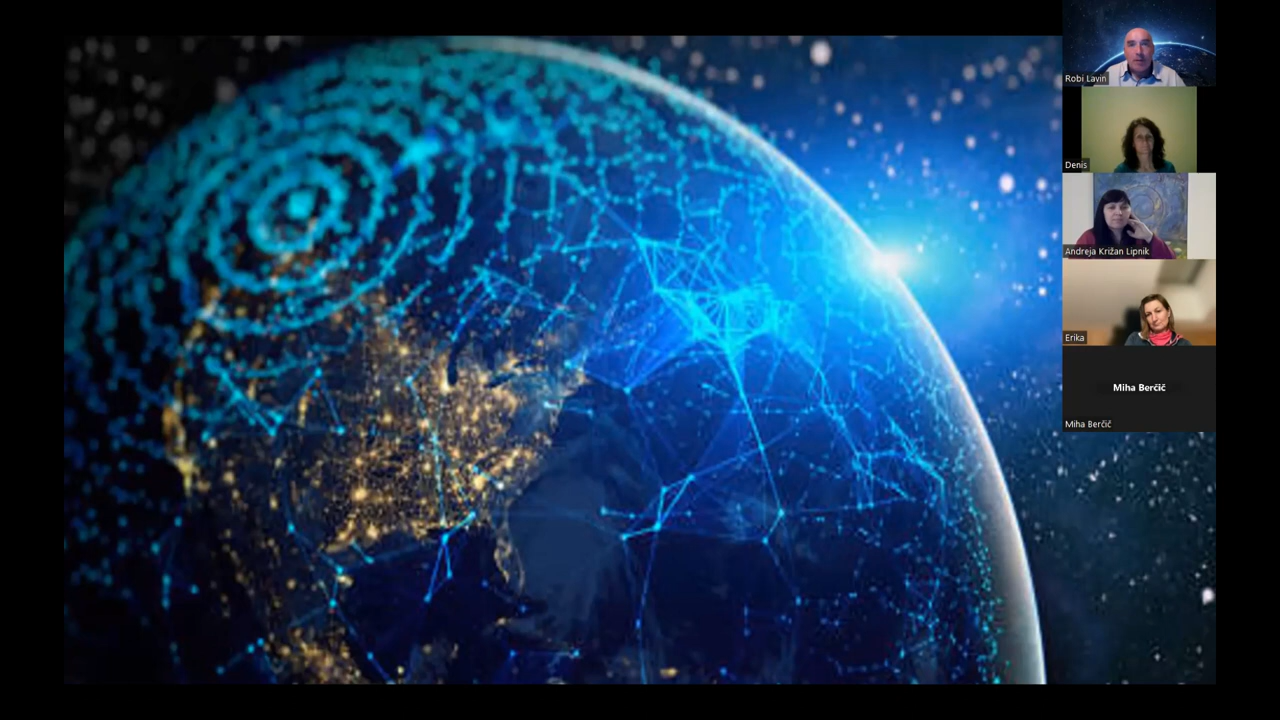 Robi Lavin
Denis
Andreja Križan Lipnik
Erika
Miha Berčič
Miha Berčič